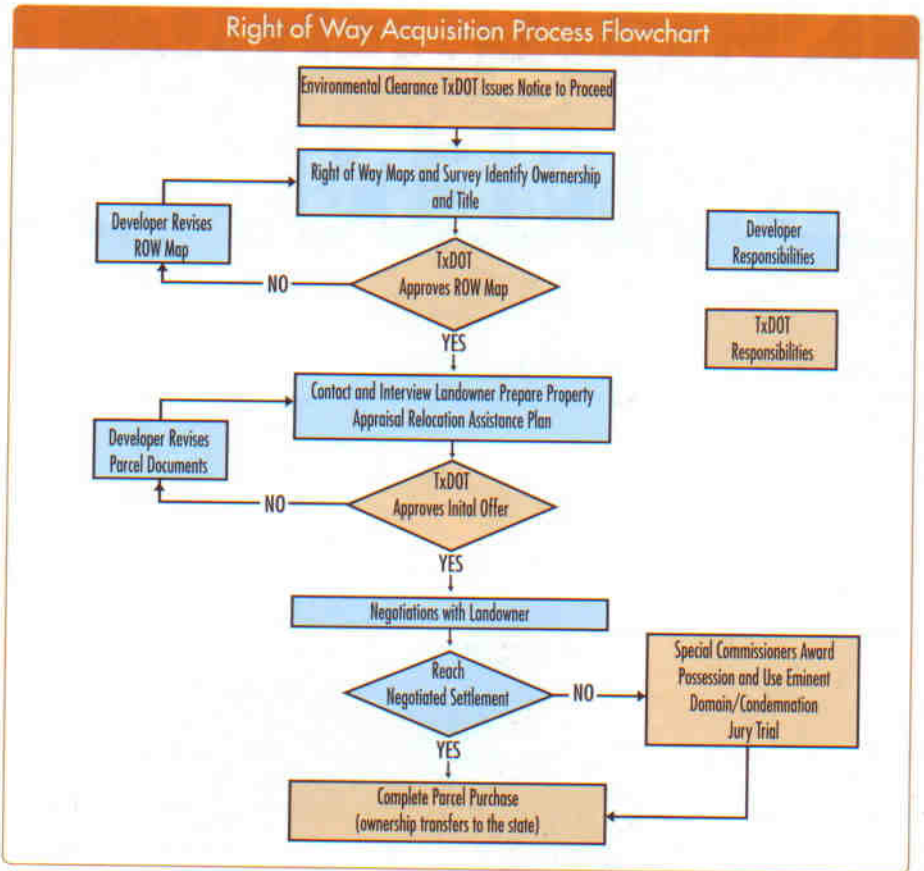 Right of Way Acquisition Process Flowchart
Environmental Clearance TxDOT Issues Notice to Proceed
Right of Way Maps and Survey Identify Owernership
and Title
Developer Revises
ROW Map
Developer
Responsibilities
TxDOT
Approves ROW Map
NO
YES
TxDOT
Responsibilities
Contact and Interview Landowner Prepare Property
Appraisal Relocation Assistance Plan
Developer Revises
Parcel Documents
TxDOT
Approves Inital Offer
NO
YES
Negotiations with Landowner
Reach
Negotiated Settlement
NO
Special Commissioners Award
Possession and Use Eminent
Domain/Condemnation
Jury Trial
YES
Complete Parcel Purchase
(ownership transfers to the state)